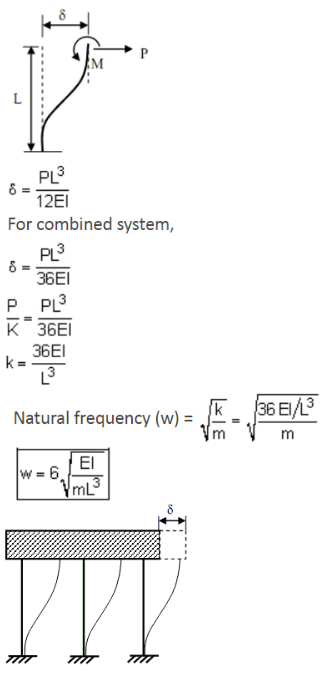 δ
P
M
L
δ = PL³/12EI
For combined system,
δ = PL³/36EI
P/K = PL³/36EI
k = 36EI/L³
Natural frequency (w) = √(k/m) = √((36 EI/L³)/m)
w = 6√(EI/mL³)
δ